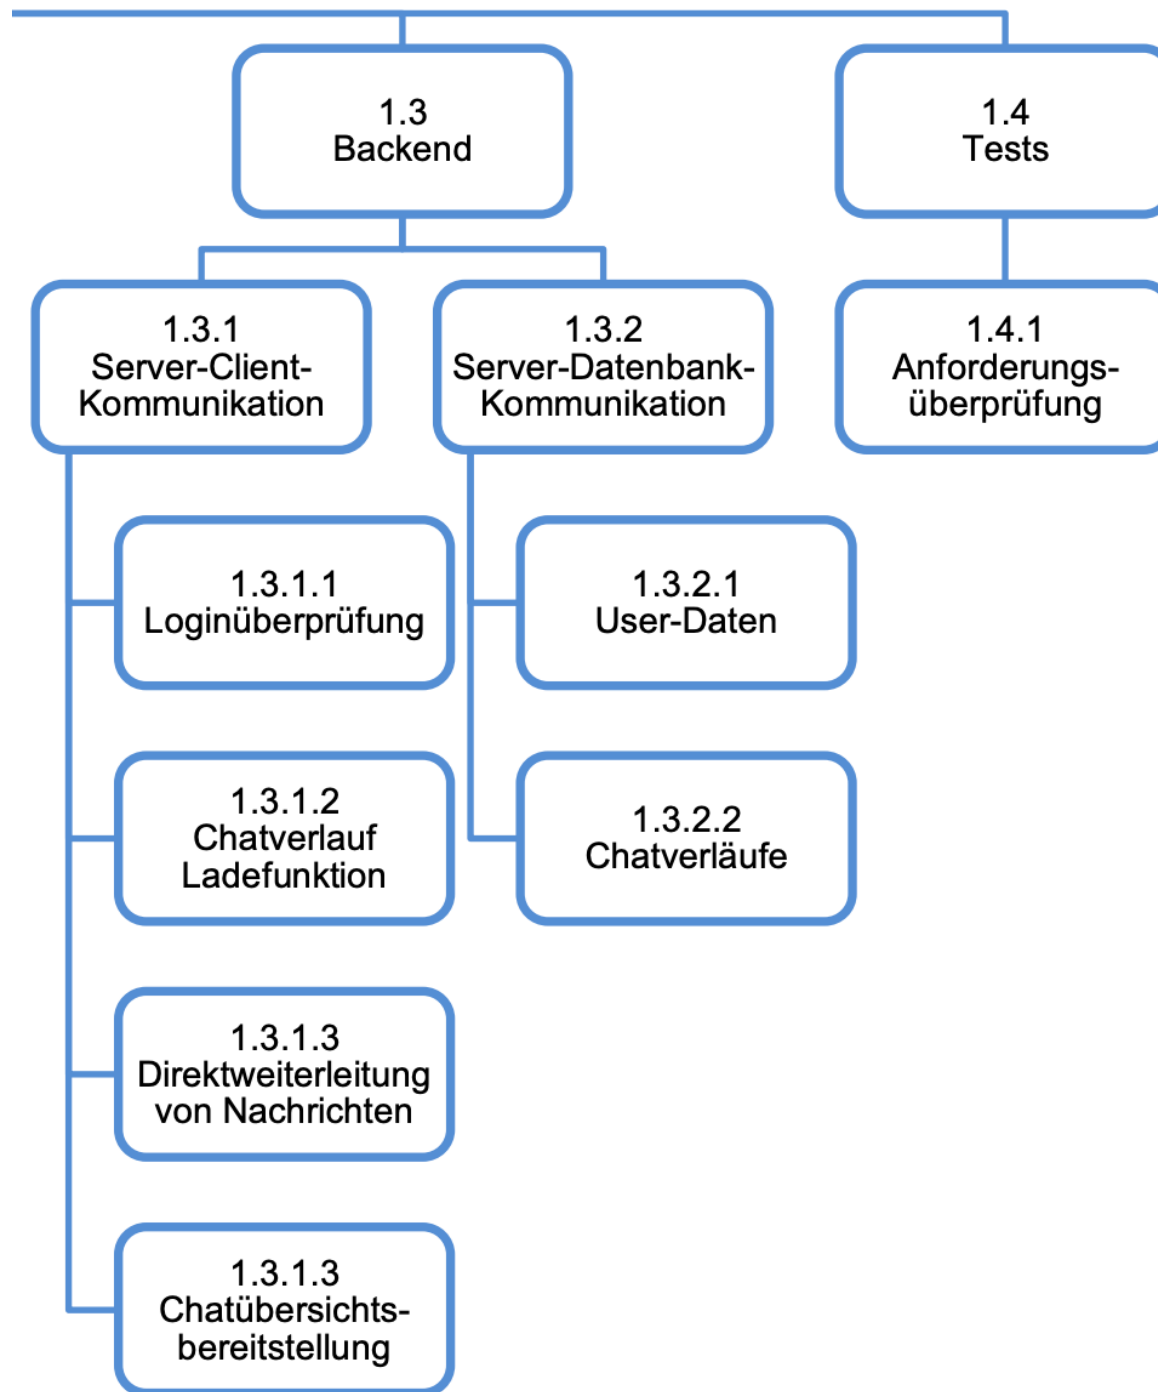 1.3
Backend
1.4
Tests
1.3.1
Server-Client-
Kommunikation
1.3.2
Server-Datenbank-
Kommunikation
1.4.1
Anforderungs-
überprüfung
1.3.1.1
Loginüberprüfung
1.3.2.1
User-Daten
1.3.1.2
Chatverlauf
Ladefunktion
1.3.2.2
Chatverläufe
1.3.1.3
Direktweiterleitung
von Nachrichten
1.3.1.3
Chatübersichts-
bereitstellung